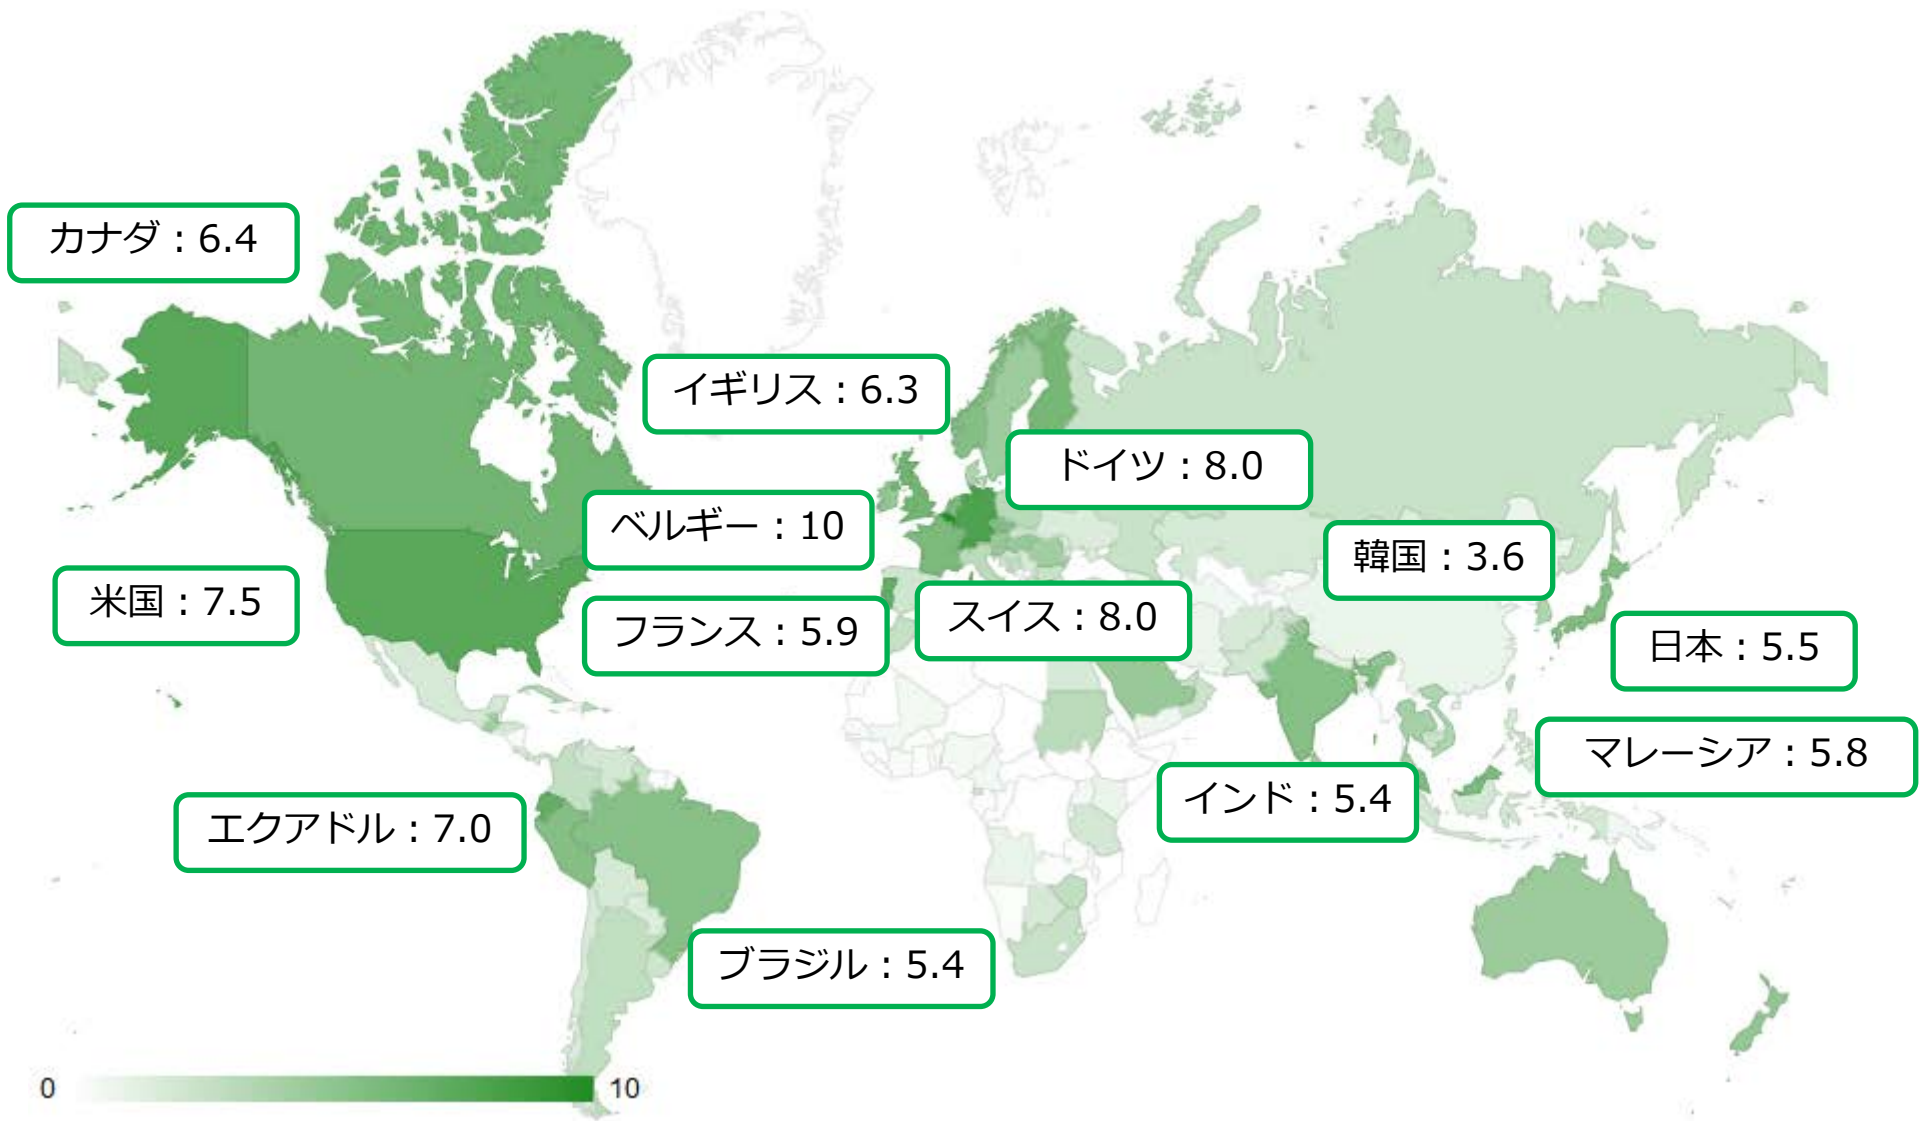 カナダ：6.4
イギリス：6.3
ドイツ：8.0
ベルギー：10
韓国：3.6
米国：7.5
フランス：5.9
スイス：8.0
日本：5.5
マレーシア：5.8
インド：5.4
エクアドル：7.0
ブラジル：5.4
0
10